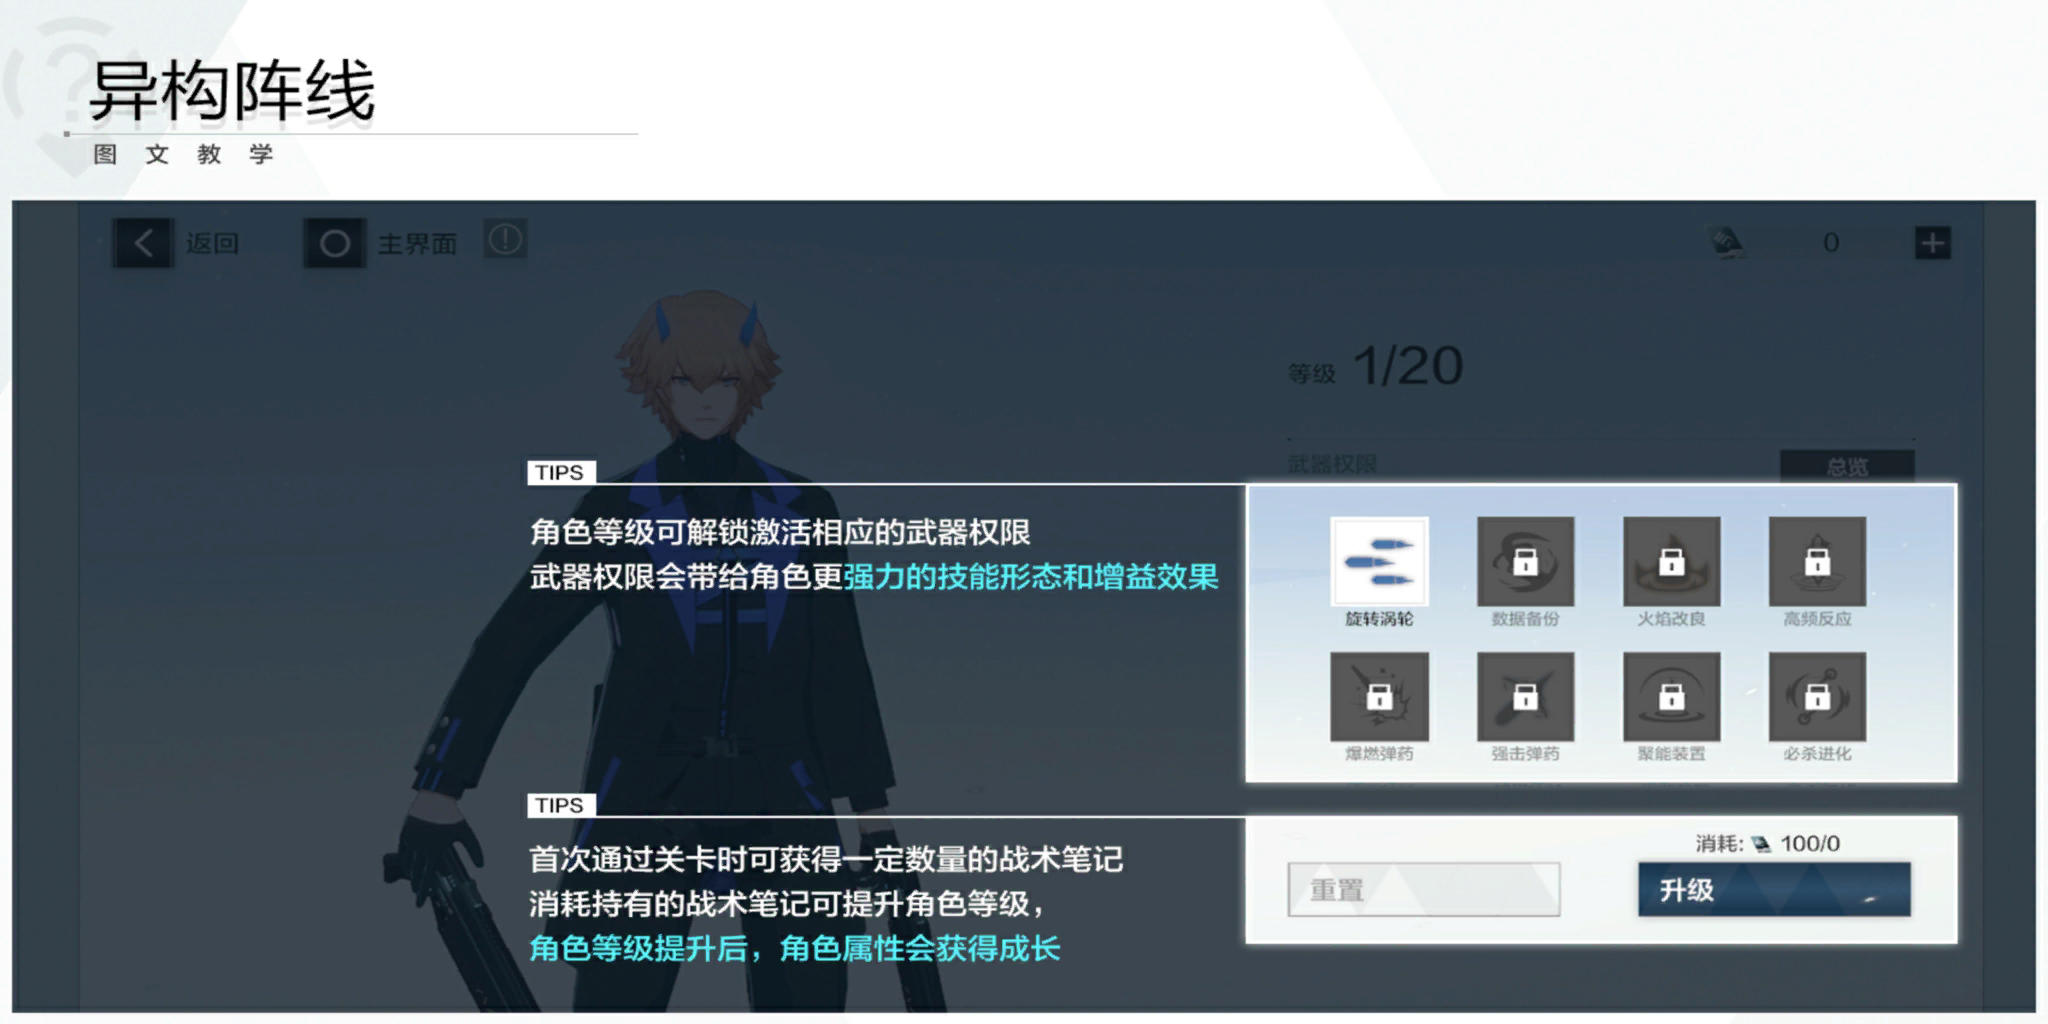 异构阵线
图文教学
返回
主界面
0
等级 1/20
武器权限
总览
TIPS
角色等级可解锁激活相应的武器权限
武器权限会带给角色更强力的技能形态和增益效果
旋转涡轮
数据备份
火焰改良
高频反应
爆燃弹药
强击弹药
聚能装置
必杀进化
TIPS
首次通过关卡时可获得一定数量的战术笔记
消耗持有的战术笔记可提升角色等级，
角色等级提升后，角色属性会获得成长
消耗: 100/0
重置
升级